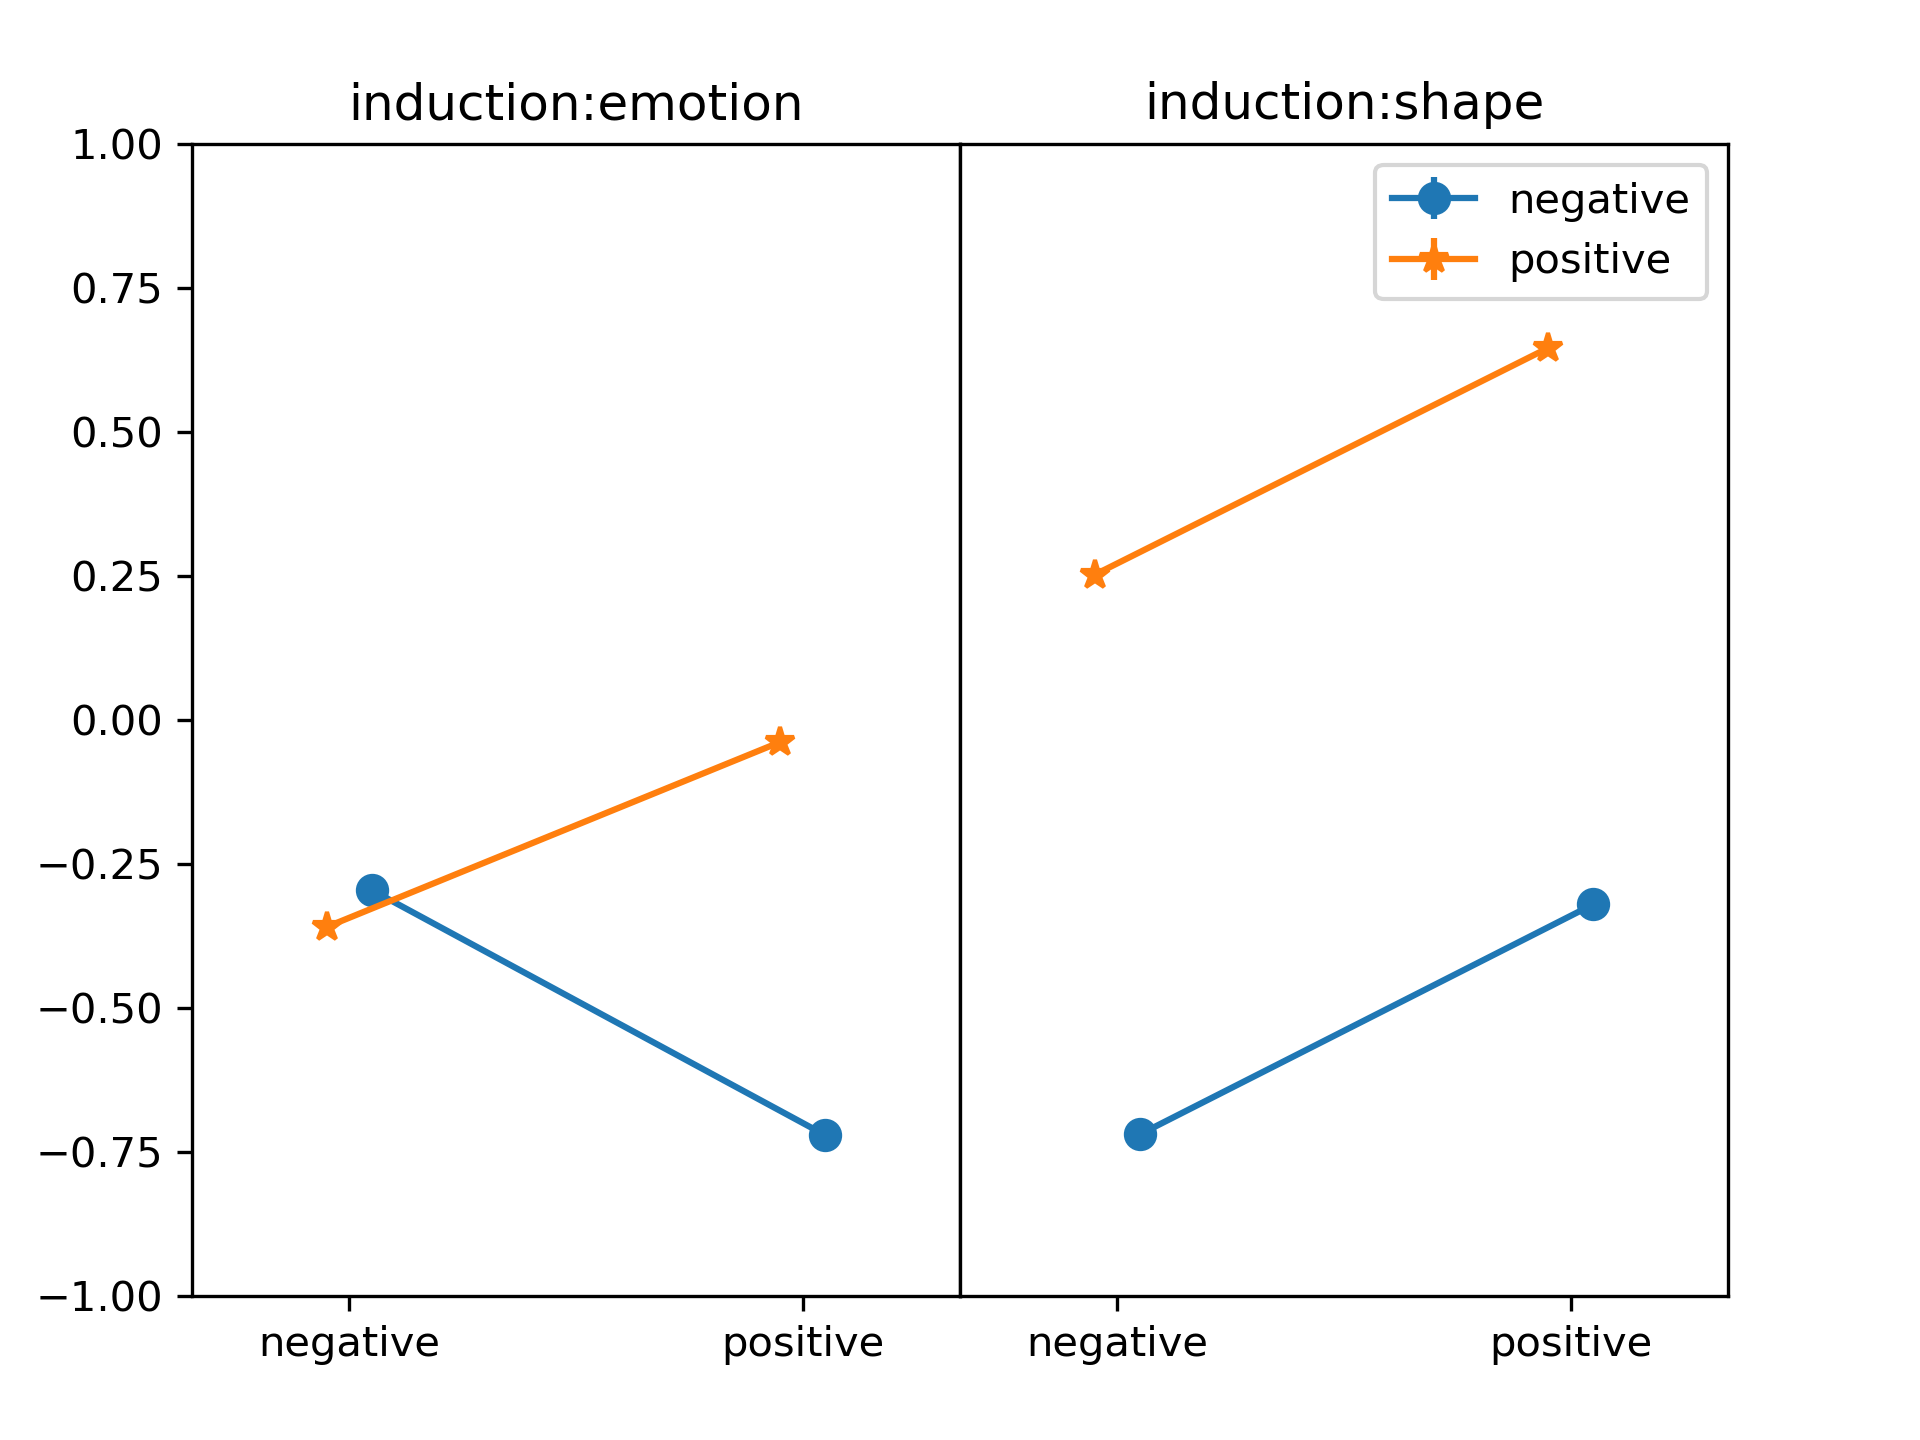 induction:emotion
induction:shape
1.00
0.75
0.50
0.25
0.00
−0.25
−0.50
−0.75
−1.00
negative
positive
negative
positive
negative
positive